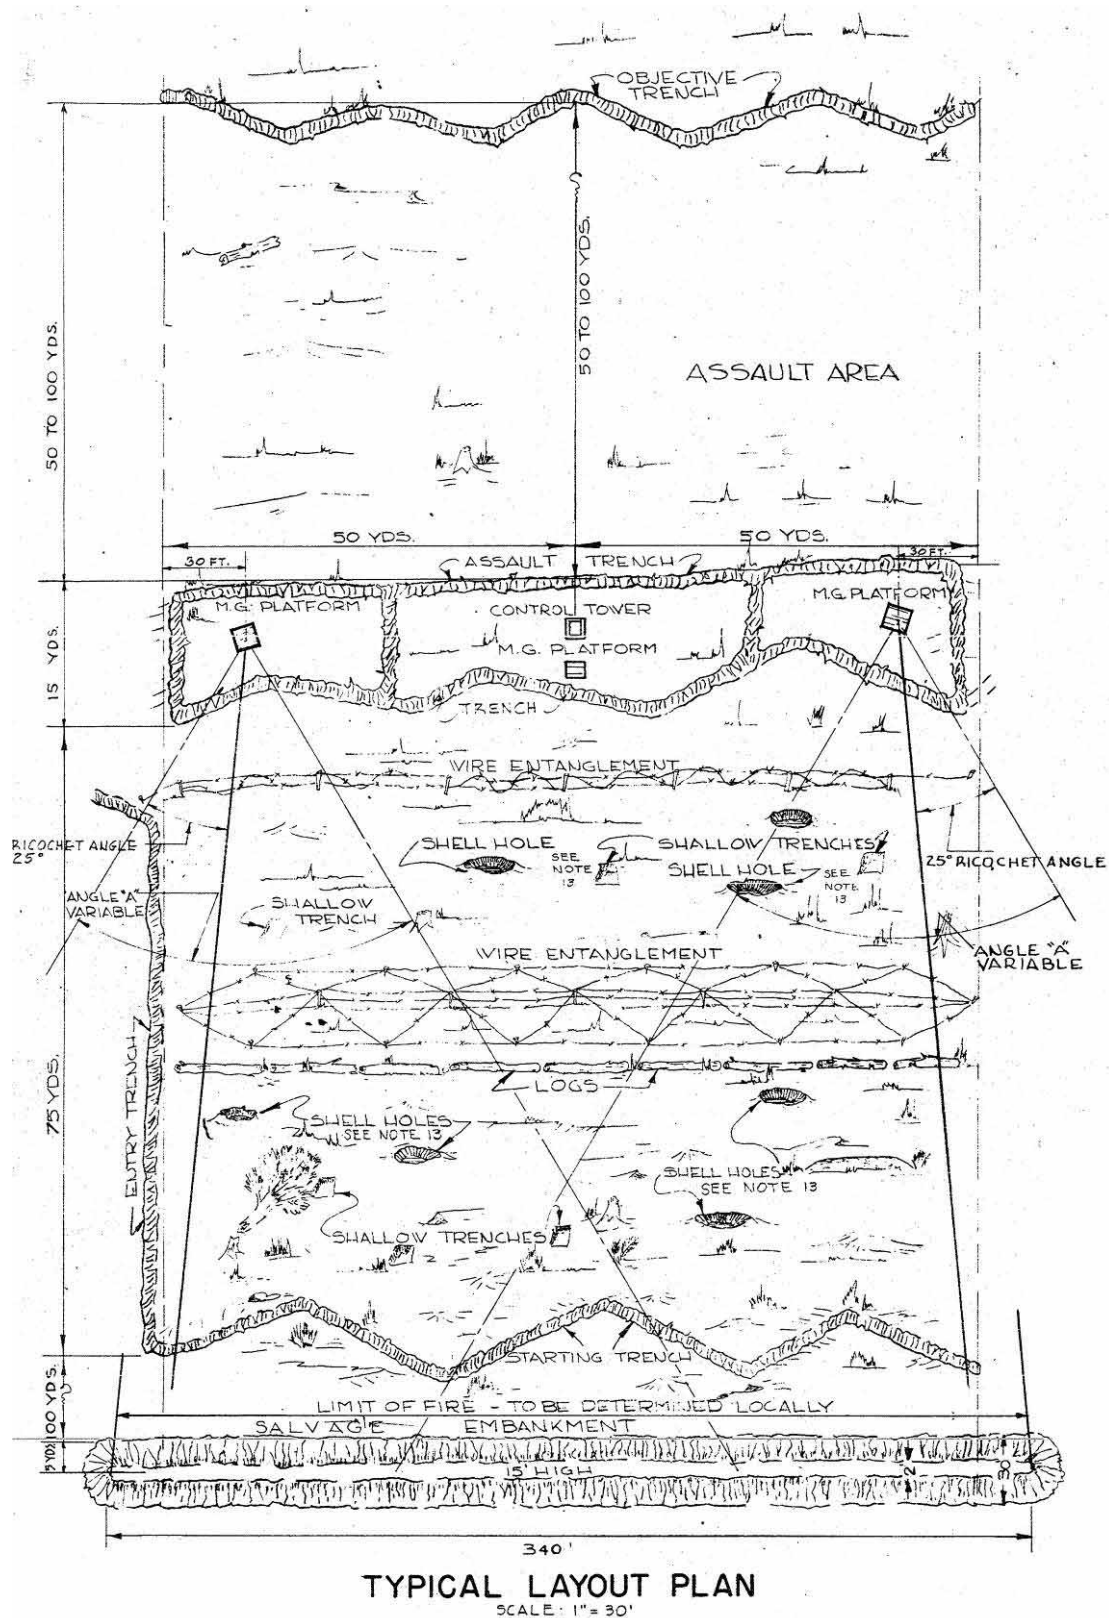 OBJECTIVE
TRENCH
50 TO 100 YDS.
50 TO 100 YDS.
ASSAULT AREA
50 YDS.
50 YDS.
30 FT.
ASSAULT TRENCH
30 FT.
M.G. PLATFORM
CONTROL TOWER
M.G. PLATFORM
M.G. PLATFORM
15 YDS.
TRENCH
WIRE ENTANGLEMENT
RICOCHET ANGLE
25°
SHELL HOLE
SEE
NOTE
13
SHALLOW TRENCHES
SHELL HOLE
SEE
NOTE
13
25° RICOCHET ANGLE
ANGLE "A"
VARIABLE
SHALLOW
TRENCH
WIRE ENTANGLEMENT
ANGLE "A"
VARIABLE
75 YDS.
ENTRY TRENCH
LOGS
SHELL HOLES
SEE NOTE 13
SHELL HOLES
SEE NOTE 13
SHALLOW TRENCHES
STARTING TRENCH
100 YDS.
LIMIT OF FIRE - TO BE DETERMINED LOCALLY
SALVAGE EMBANKMENT
5 YDS
15' HIGH
2'
30'
340'
TYPICAL LAYOUT PLAN
SCALE: 1" = 30'